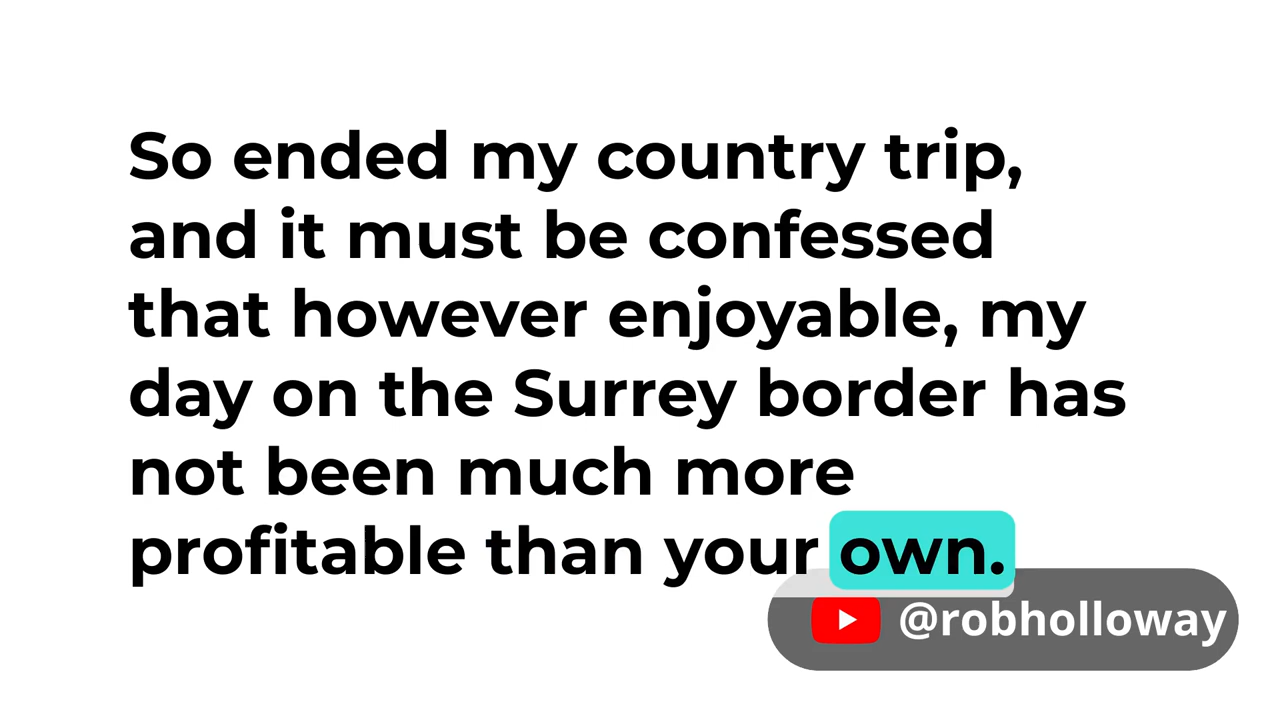 So ended my country trip,
and it must be confessed
that however enjoyable, my
day on the Surrey border has
not been much more
profitable than your own.
@robholloway